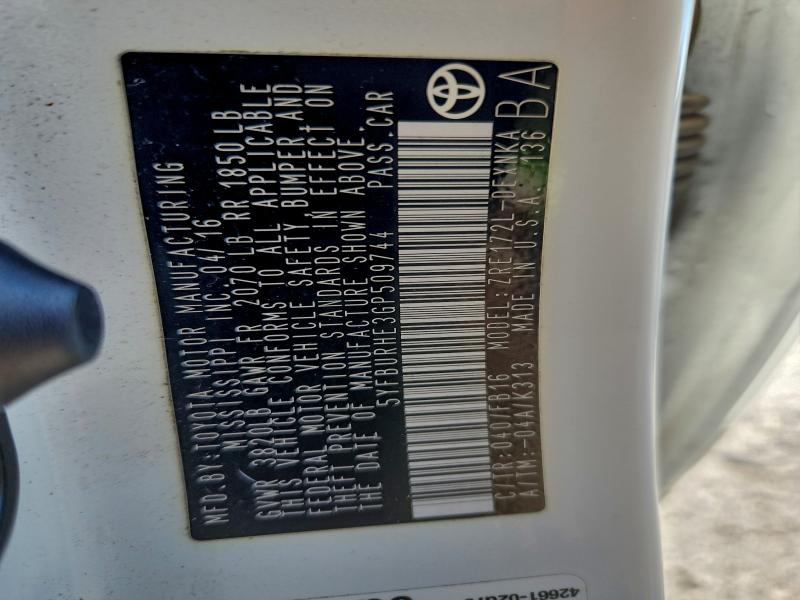 MFD.BY:TOYOTA MOTOR MANUFACTURING
MISSISSIPPI INC 04/16
GVWR 3820LB GAWR FR 2070 LB RR 1850LB
THIS VEHICLE CONFORMS TO ALL APPLICABLE
FEDERAL MOTOR VEHICLE SAFETY, BUMPER AND
THEFT PREVENTION STANDARDS IN EFFECT ON
THE DATE OF MANUFACTURE SHOWN ABOVE.
5YFBURHE3GP509744 PASS.CAR
C/TR:040/FB16 MODEL:ZRE172L-DEXNKA
A/TM:-04A/K313 MADE IN U.S.A. 136 BA